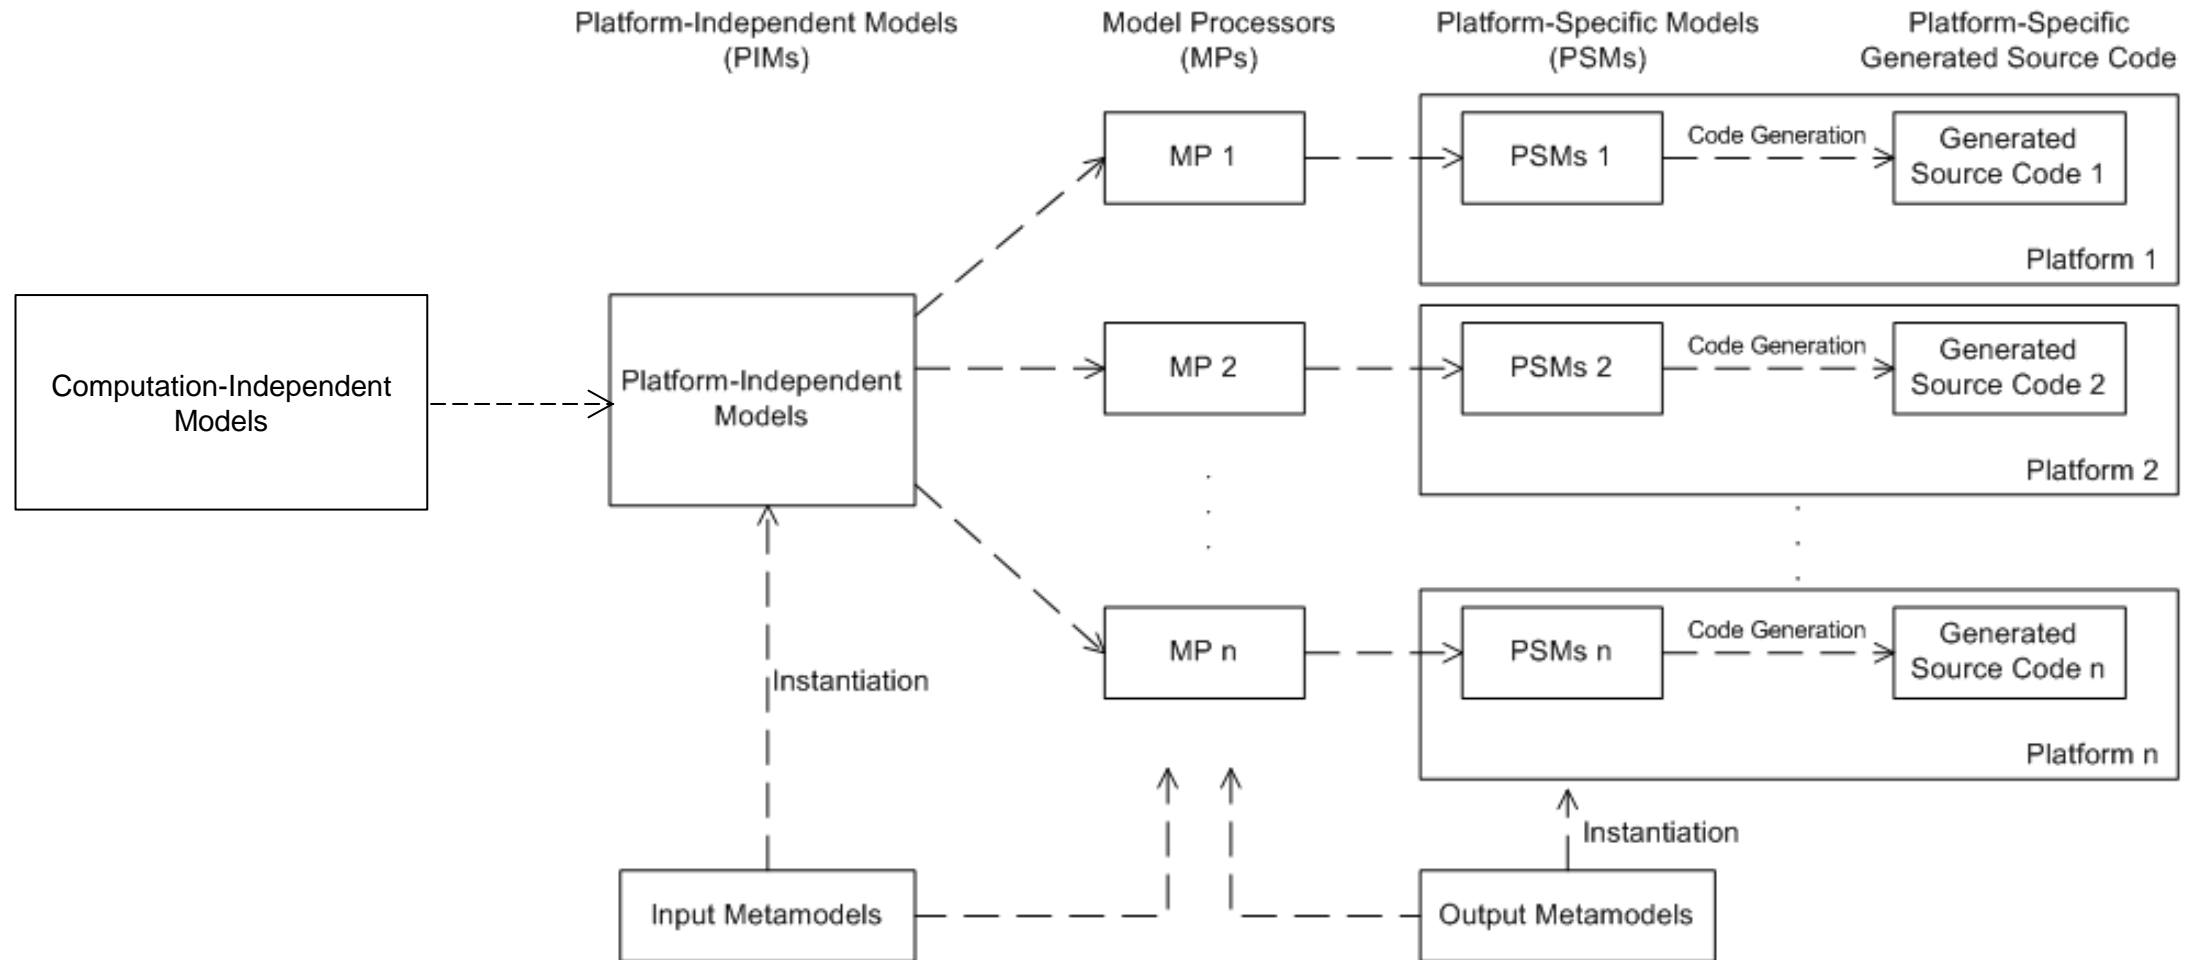 Platform-Independent Models
(PIMs)
Model Processors
(MPs)
Platform-Specific Models
(PSMs)
Platform-Specific
Generated Source Code
MP 1
PSMs 1
Code Generation
Generated
Source Code 1
Platform 1
Computation-Independent
Models
Platform-Independent
Models
MP 2
PSMs 2
Code Generation
Generated
Source Code 2
Platform 2
.
.
.
.
.
.
MP n
PSMs n
Code Generation
Generated
Source Code n
Platform n
Instantiation
Instantiation
Input Metamodels
Output Metamodels